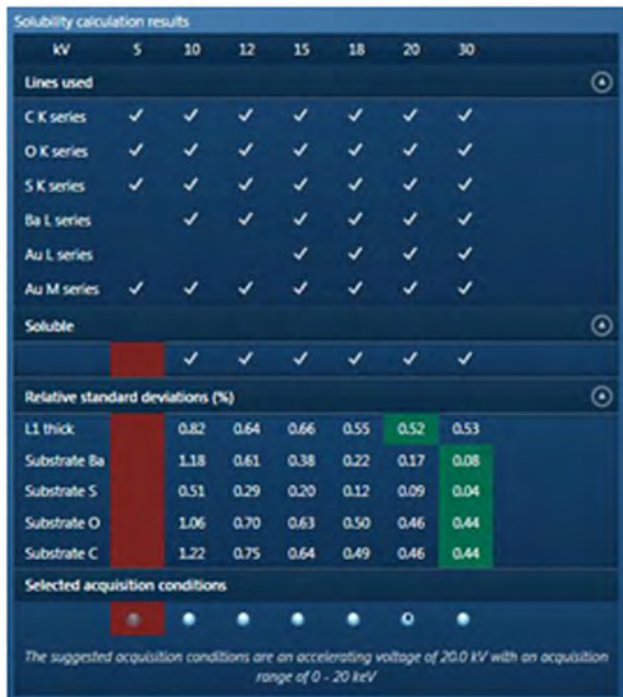 Solubility calculation results
kV 5 10 12 15 18 20 30
Lines used
C K series ✓ ✓ ✓ ✓ ✓ ✓ ✓
O K series ✓ ✓ ✓ ✓ ✓ ✓ ✓
S K series ✓ ✓ ✓ ✓ ✓ ✓ ✓
Ba L series ✓ ✓ ✓ ✓ ✓ ✓
Au L series ✓ ✓ ✓ ✓
Au M series ✓ ✓ ✓ ✓ ✓ ✓ ✓
Soluble
✓ ✓ ✓ ✓ ✓ ✓
Relative standard deviations (%)
L1 thick 0.82 0.64 0.66 0.55 0.52 0.53
Substrate Ba 1.18 0.61 0.38 0.22 0.17 0.08
Substrate S 0.51 0.29 0.20 0.12 0.09 0.04
Substrate O 1.06 0.70 0.63 0.50 0.46 0.44
Substrate C 1.22 0.75 0.64 0.49 0.46 0.44
Selected acquisition conditions
The suggested acquisition conditions are an accelerating voltage of 20.0 kV with an acquisition
range of 0 - 20 keV